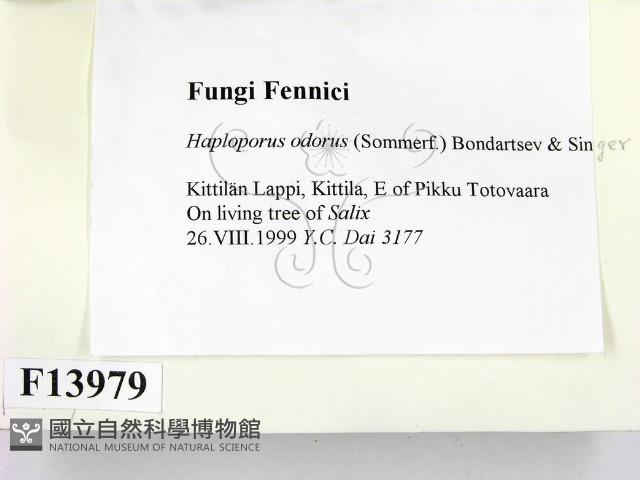 Fungi Fennici
Haploporus odorus (Sommerf.) Bondartsev & Singer
Kittilän Lappi, Kittila, E of Pikku Totovaara
On living tree of Salix
26.VIII.1999 Y.C. Dai 3177
F13979
國立自然科學博物館
NATIONAL MUSEUM OF NATURAL SCIENCE